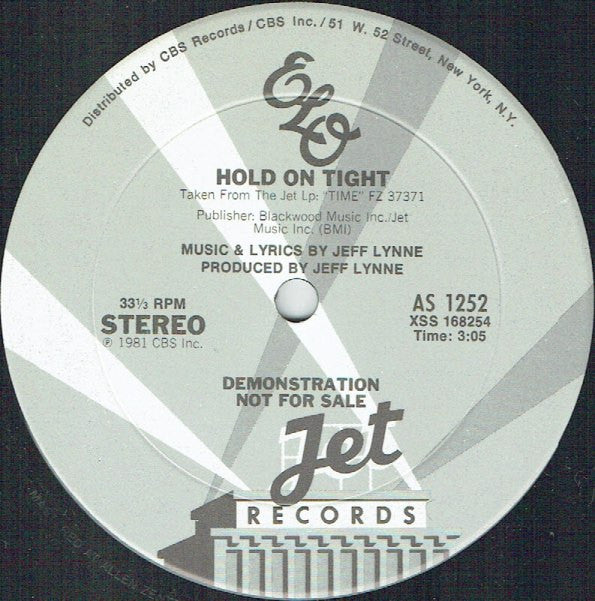 Distributed by CBS Records / CBS Inc. / 51 W. 52 Street, New York, N.Y.
ELO
HOLD ON TIGHT
Taken From The Jet Lp: "TIME" FZ 37371
Publisher: Blackwood Music Inc./Jet
Music Inc. (BMI)
MUSIC & LYRICS BY JEFF LYNNE
PRODUCED BY JEFF LYNNE
33⅓ RPM
STEREO
℗ 1981 CBS Inc.
AS 1252
XSS 168254
Time: 3:05
DEMONSTRATION
NOT FOR SALE
Jet
RECORDS